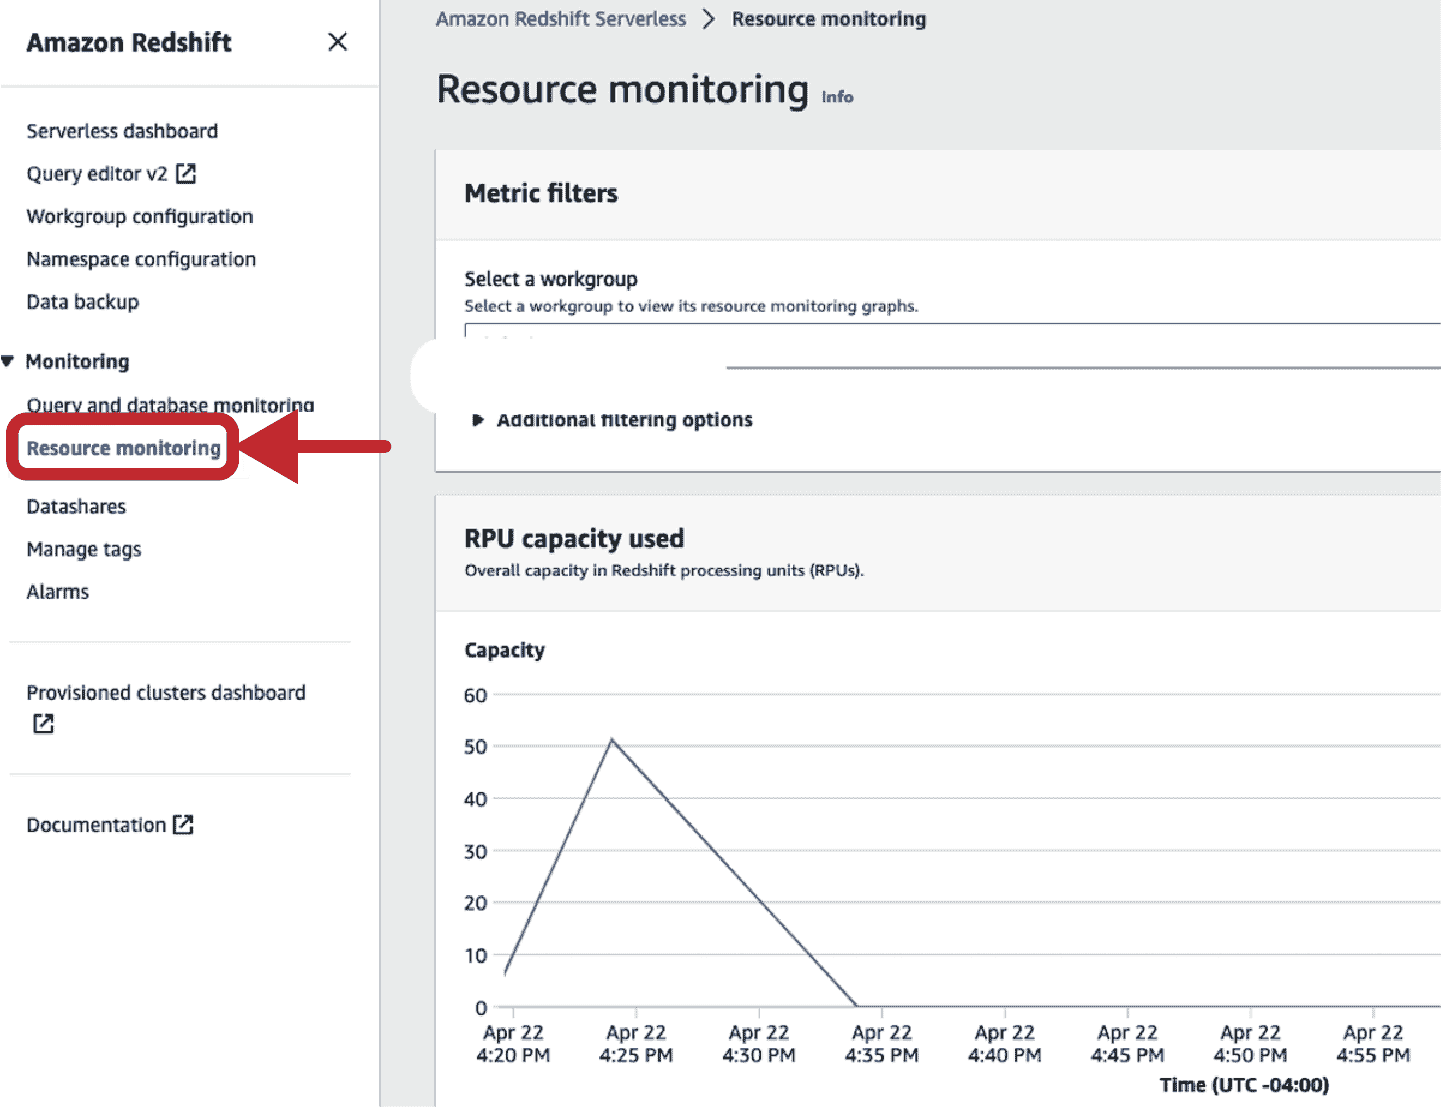 Amazon Redshift
Serverless dashboard
Query editor v2
Workgroup configuration
Namespace configuration
Data backup
Monitoring
Query and database monitoring
Resource monitoring
Datashares
Manage tags
Alarms
Provisioned clusters dashboard
Documentation
Amazon Redshift Serverless > Resource monitoring
Resource monitoring Info
Metric filters
Select a workgroup
Select a workgroup to view its resource monitoring graphs.
Additional filtering options
RPU capacity used
Overall capacity in Redshift processing units (RPUs).
Capacity
60
50
40
30
20
10
0
Apr 22 Apr 22 Apr 22 Apr 22 Apr 22 Apr 22 Apr 22 Apr 22
4:20 PM 4:25 PM 4:30 PM 4:35 PM 4:40 PM 4:45 PM 4:50 PM 4:55 PM
Time (UTC -04:00)